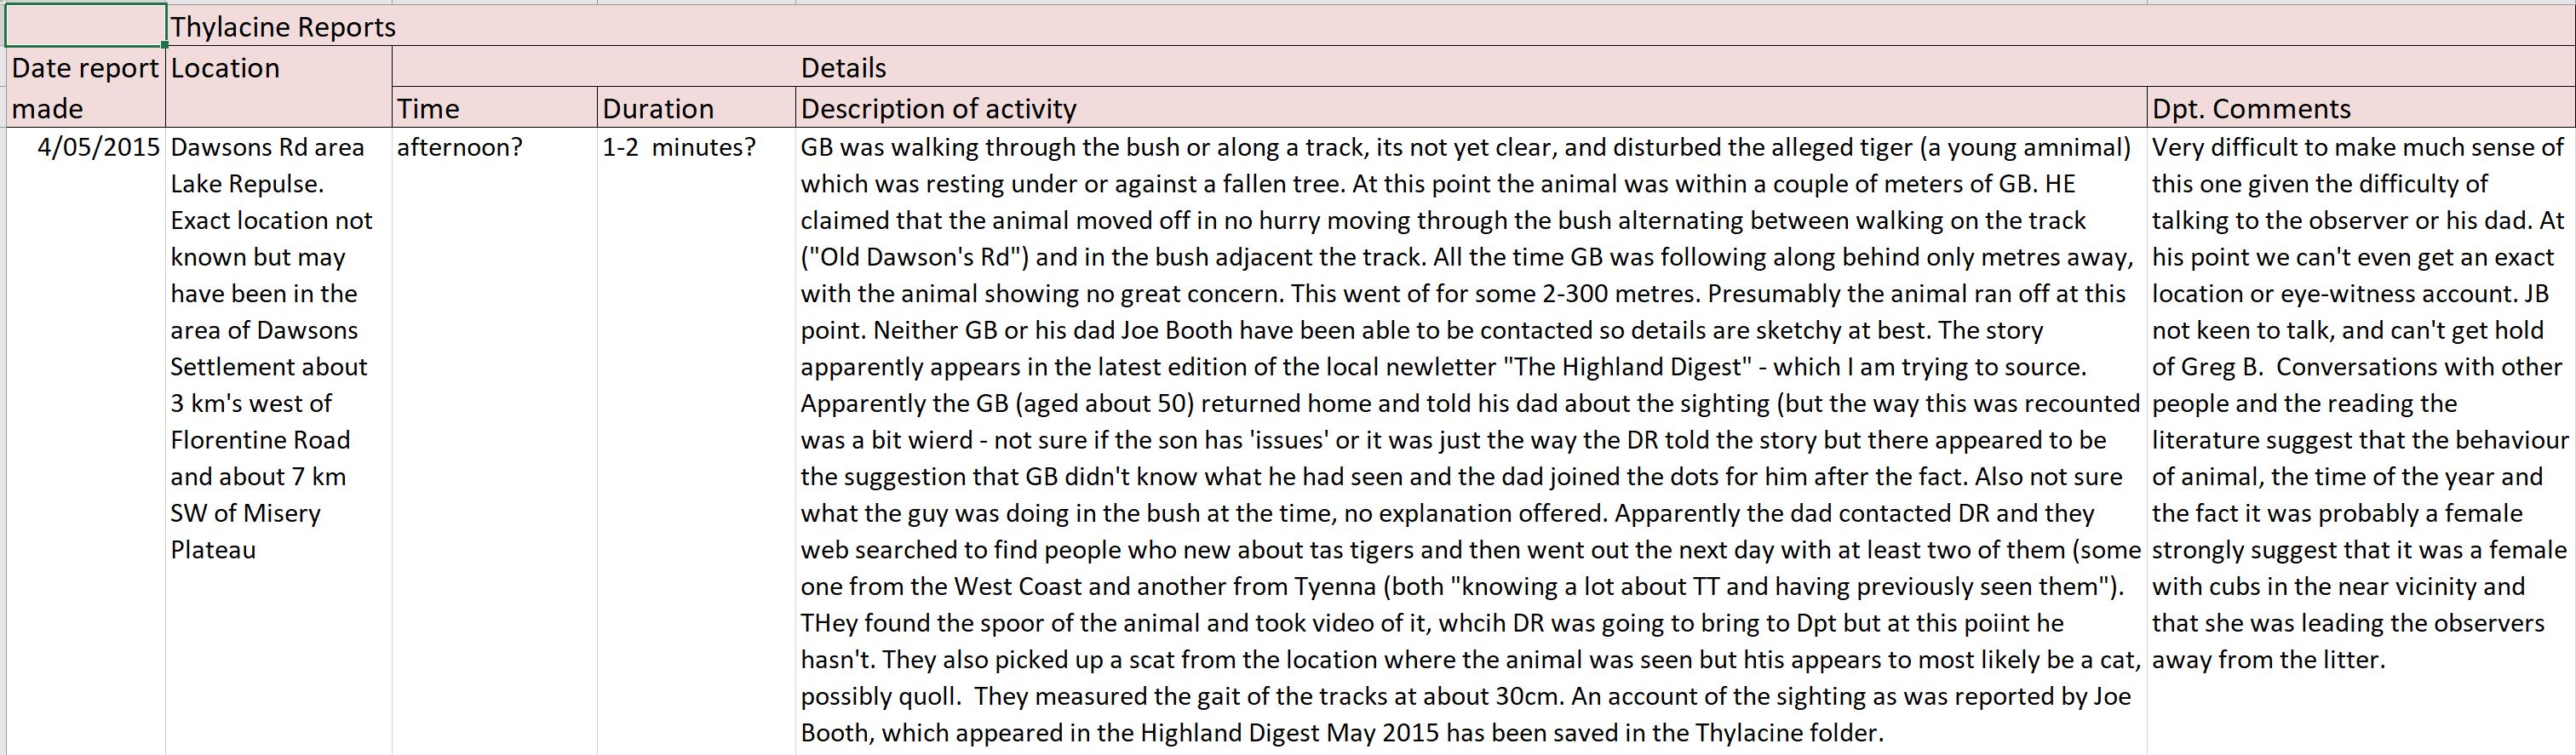 Thylacine Reports
Date report made
Location
Details
Time
Duration
Description of activity
Dpt. Comments
4/05/2015
Dawsons Rd area
Lake Repulse.
Exact location not
known but may
have been in the
area of Dawsons
Settlement about
3 km's west of
Florentine Road
and about 7 km
SW of Misery
Plateau
afternoon?
1-2  minutes?
GB was walking through the bush or along a track, its not yet clear, and disturbed the alleged tiger (a young amnimal)
which was resting under or against a fallen tree. At this point the animal was within a couple of meters of GB. HE
claimed that the animal moved off in no hurry moving through the bush alternating between walking on the track
("Old Dawson's Rd") and in the bush adjacent the track. All the time GB was following along behind only metres away,
with the animal showing no great concern. This went of for some 2-300 metres. Presumably the animal ran off at this
point. Neither GB or his dad Joe Booth have been able to be contacted so details are sketchy at best. The story
apparently appears in the latest edition of the local newletter "The Highland Digest" - which I am trying to source.
Apparently the GB (aged about 50) returned home and told his dad about the sighting (but the way this was recounted
was a bit wierd - not sure if the son has 'issues' or it was just the way the DR told the story but there appeared to be
the suggestion that GB didn't know what he had seen and the dad joined the dots for him after the fact. Also not sure
what the guy was doing in the bush at the time, no explanation offered. Apparently the dad contacted DR and they
web searched to find people who new about tas tigers and then went out the next day with at least two of them (some
one from the West Coast and another from Tyenna (both "knowing a lot about TT and having previously seen them").
THey found the spoor of the animal and took video of it, whcih DR was going to bring to Dpt but at this poiint he
hasn't. They also picked up a scat from the location where the animal was seen but htis appears to most likely be a cat,
possibly quoll.  They measured the gait of the tracks at about 30cm. An account of the sighting as was reported by Joe
Booth, which appeared in the Highland Digest May 2015 has been saved in the Thylacine folder.
Very difficult to make much sense of
this one given the difficulty of
talking to the observer or his dad. At
his point we can't even get an exact
location or eye-witness account. JB
not keen to talk, and can't get hold
of Greg B.  Conversations with other
people and the reading the
literature suggest that the behaviour
of animal, the time of the year and
the fact it was probably a female
strongly suggest that it was a female
with cubs in the near vicinity and
that she was leading the observers
away from the litter.